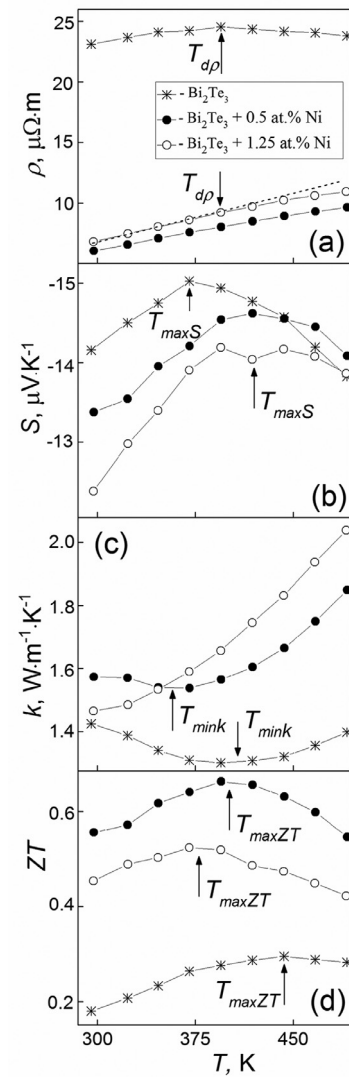 25
20
15
10
ρ, μΩ·m
T_dρ
-Bi₂Te₃
-Bi₂Te₃ + 0.5 at.% Ni
-Bi₂Te₃ + 1.25 at.% Ni
T_dρ
(a)
-15
-14
-13
S, μV·K⁻¹
T_maxS
T_maxS
(b)
(c)
2.0
1.8
1.6
1.4
k, W·m⁻¹·K⁻¹
T_mink
T_mink
0.6
0.4
0.2
ZT
T_maxZT
T_maxZT
T_maxZT
(d)
300
375
450
T, K